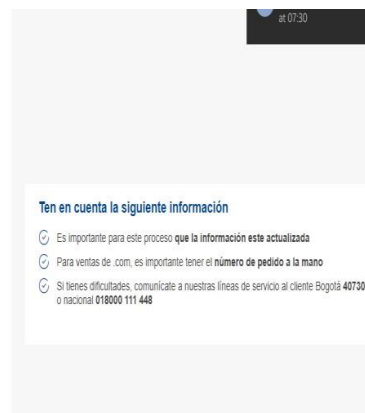 at 07:30
Ten en cuenta la siguiente información
Es importante para este proceso que la información este actualizada
Para ventas de .com, es importante tener el número de pedido a la mano
Si tienes dificultades, comunícate a nuestras líneas de servicio al cliente Bogotá 40730
o nacional 018000 111 448